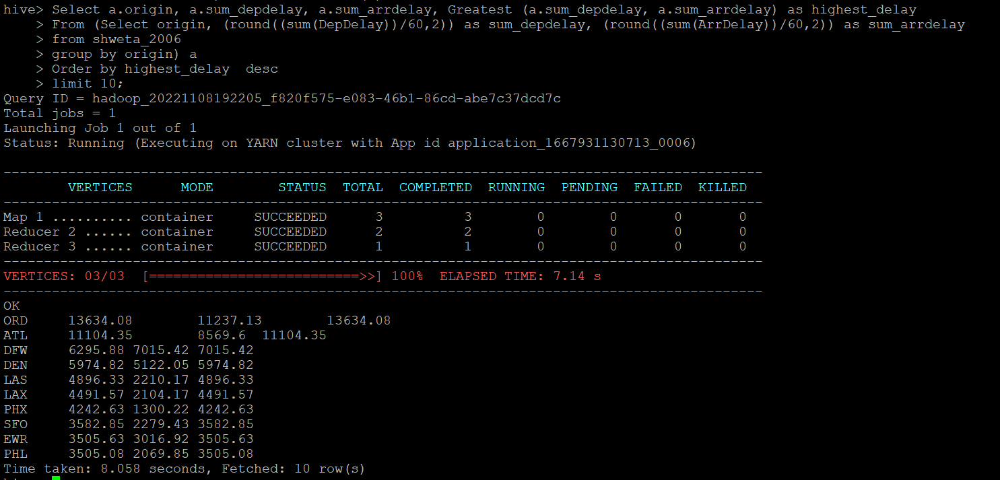 hive> Select a.origin, a.sum_depdelay, a.sum_arrdelay, Greatest (a.sum_depdelay, a.sum_arrdelay) as highest_delay
    > From (Select origin, (round((sum(DepDelay))/60,2)) as sum_depdelay, (round((sum(ArrDelay))/60,2)) as sum_arrdelay
    > from shweta_2006
    > group by origin) a
    > Order by highest_delay  desc
    > limit 10;
Query ID = hadoop_20221108192205_f820f575-e083-46b1-86cd-abe7c37dcd7c
Total jobs = 1
Launching Job 1 out of 1
Status: Running (Executing on YARN cluster with App id application_1667931130713_0006)
----------------------------------------------------------------------------------------------
        VERTICES      MODE        STATUS  TOTAL  COMPLETED  RUNNING  PENDING  FAILED  KILLED
----------------------------------------------------------------------------------------------
Map 1 .......... container     SUCCEEDED      3          3        0        0       0       0
Reducer 2 ...... container     SUCCEEDED      2          2        0        0       0       0
Reducer 3 ...... container     SUCCEEDED      1          1        0        0       0       0
----------------------------------------------------------------------------------------------
VERTICES: 03/03  [==========================>>] 100%  ELAPSED TIME: 7.14 s
----------------------------------------------------------------------------------------------
OK
ORD     13634.08        11237.13        13634.08
ATL     11104.35        8569.6  11104.35
DFW     6295.88 7015.42 7015.42
DEN     5974.82 5122.05 5974.82
LAS     4896.33 2210.17 4896.33
LAX     4491.57 2104.17 4491.57
PHX     4242.63 1300.22 4242.63
SFO     3582.85 2279.43 3582.85
EWR     3505.63 3016.92 3505.63
PHL     3505.08 2069.85 3505.08
Time taken: 8.058 seconds, Fetched: 10 row(s)